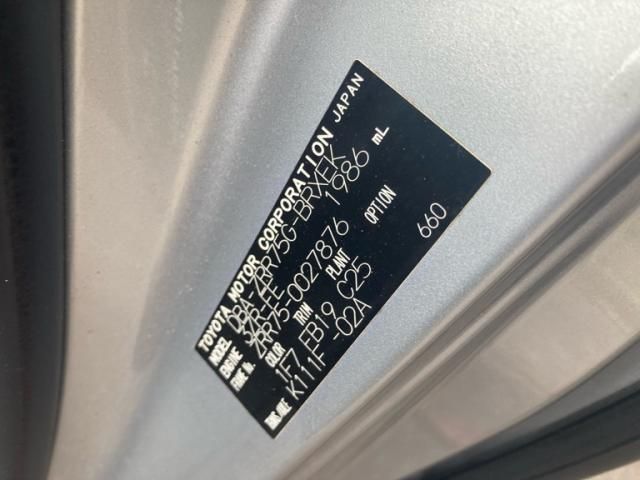 TOYOTA MOTOR CORPORATION JAPAN
MODEL DBA-ZRR75G-BRXEK
ENGINE 3ZR-FE 1986 mL
FRAME No. ZRR75-0027876
COLOR TRIM PLANT OPTION
1F7 FB19 C25 660
TRANS./AXLE K111F -02A